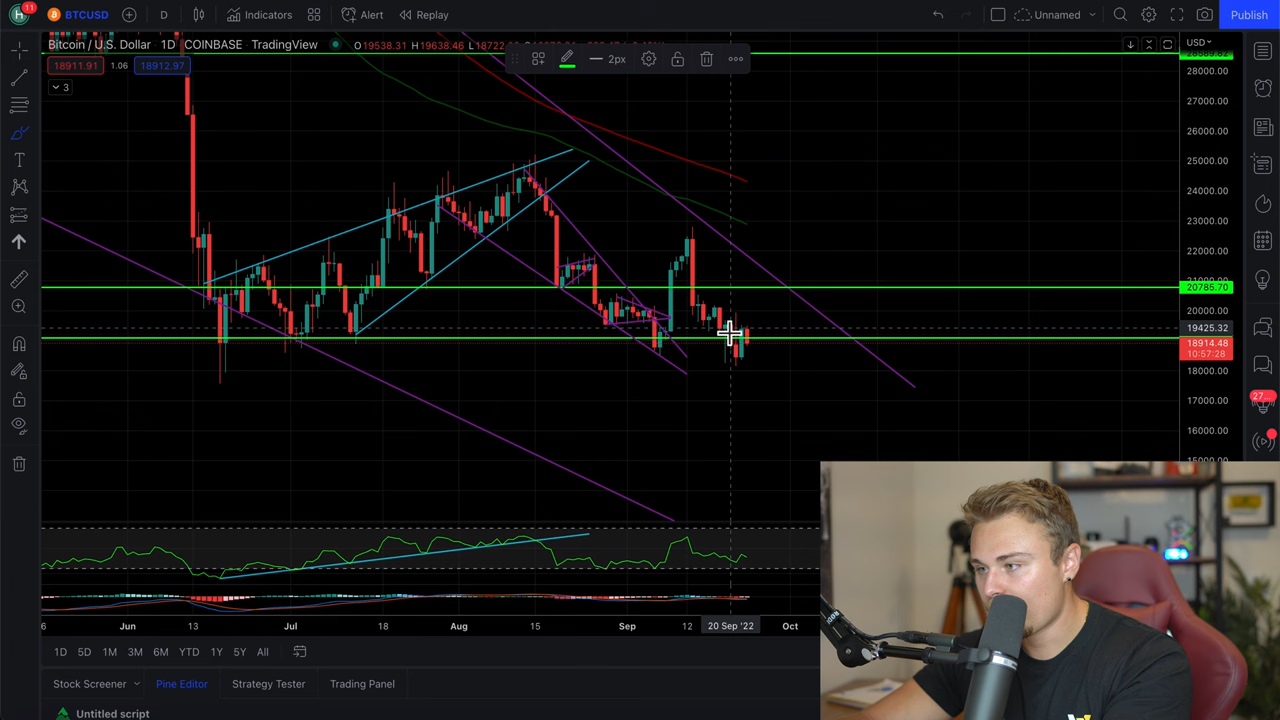 H 11 BTCUSD D Indicators Alert Replay Unnamed Publish
Bitcoin / U.S. Dollar 1D COINBASE TradingView O19538.31 H19638.46 L18722 USD
18911.91 1.06 18912.97 2px
3
28000.00
27000.00
26000.00
25000.00
24000.00
23000.00
22000.00
20785.70
20000.00
19425.32
18914.48
10:57:28
18000.00
17000.00
27...
16000.00
6 Jun 13 Jul 18 Aug 15 Sep 12 20 Sep '22 Oct
1D 5D 1M 3M 6M YTD 1Y 5Y All
Stock Screener Pine Editor Strategy Tester Trading Panel
Untitled script